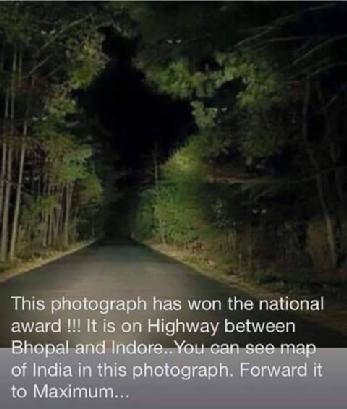 This photograph has won the national
award !!! It is on Highway between
Bhopal and Indore..You can see map
of India in this photograph. Forward it
to Maximum...